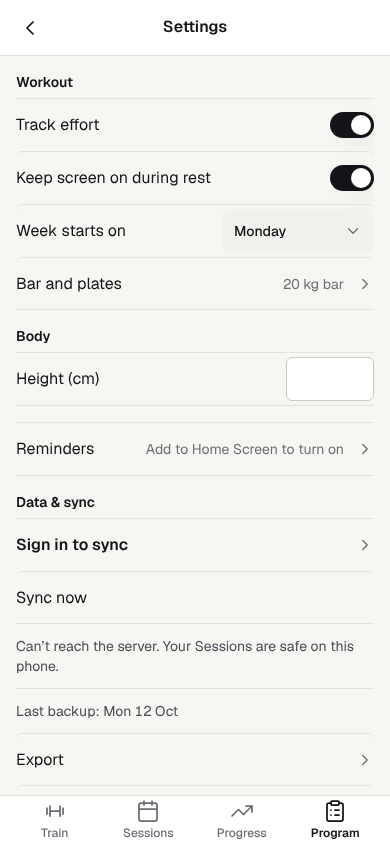 Settings
Workout
Track effort
Keep screen on during rest
Week starts on
Monday
Bar and plates
20 kg bar
Body
Height (cm)
Reminders
Add to Home Screen to turn on
Data & sync
Sign in to sync
Sync now
Can’t reach the server. Your Sessions are safe on this
phone.
Last backup: Mon 12 Oct
Export
Train
Sessions
Progress
Program